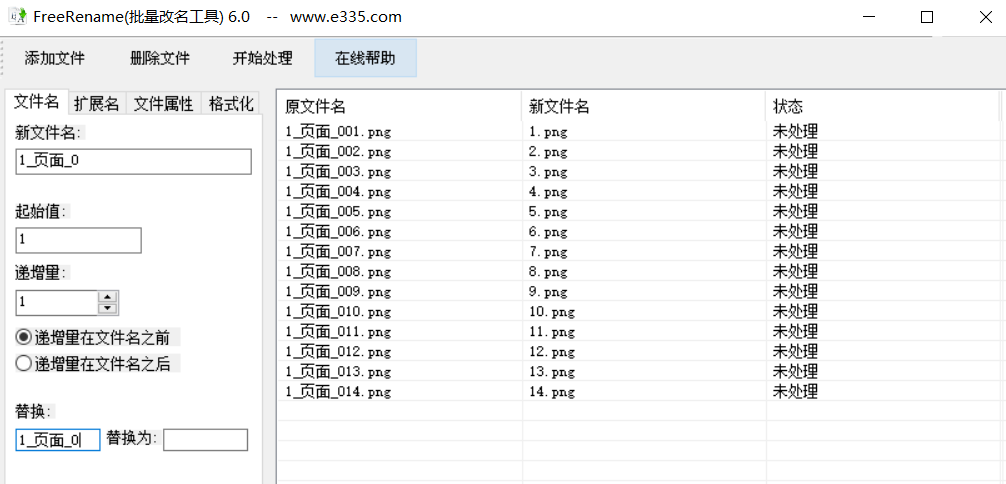 FreeRename(批量改名工具) 6.0 -- www.e335.com
添加文件 删除文件 开始处理 在线帮助
文件名 扩展名 文件属性 格式化
新文件名:
1_页面_0
起始值:
1
递增量:
1
递增量在文件名之前
递增量在文件名之后
替换:
1_页面_0 替换为:
原文件名 新文件名 状态
1_页面_001.png 1.png 未处理
1_页面_002.png 2.png 未处理
1_页面_003.png 3.png 未处理
1_页面_004.png 4.png 未处理
1_页面_005.png 5.png 未处理
1_页面_006.png 6.png 未处理
1_页面_007.png 7.png 未处理
1_页面_008.png 8.png 未处理
1_页面_009.png 9.png 未处理
1_页面_010.png 10.png 未处理
1_页面_011.png 11.png 未处理
1_页面_012.png 12.png 未处理
1_页面_013.png 13.png 未处理
1_页面_014.png 14.png 未处理